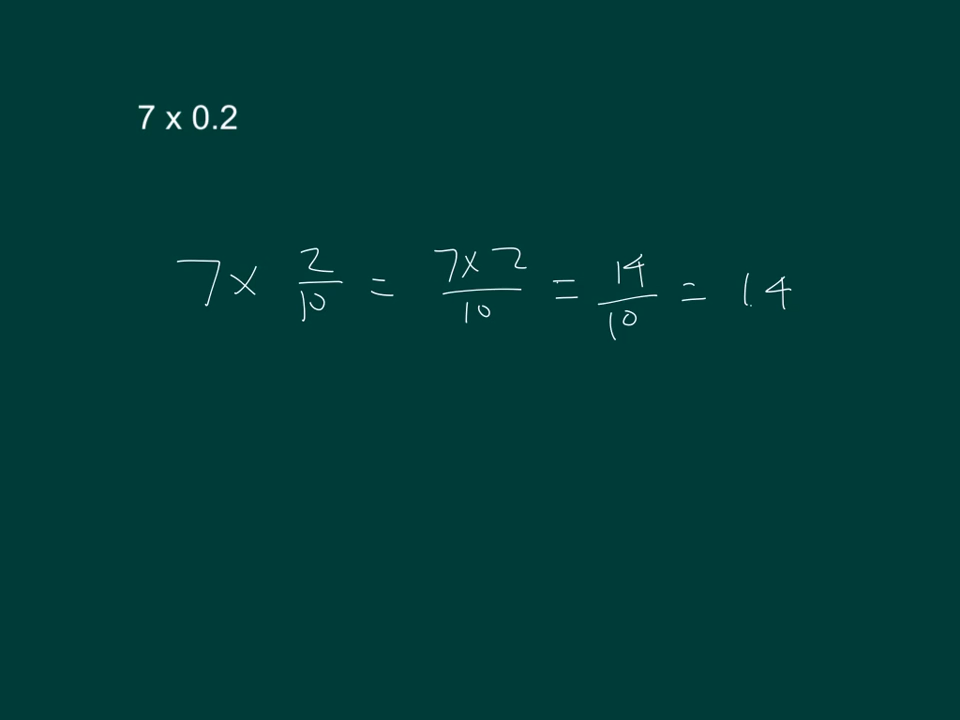 7 x 0.2
7 x 2/10 = 7 x 2/10 = 14/10 = 1.4